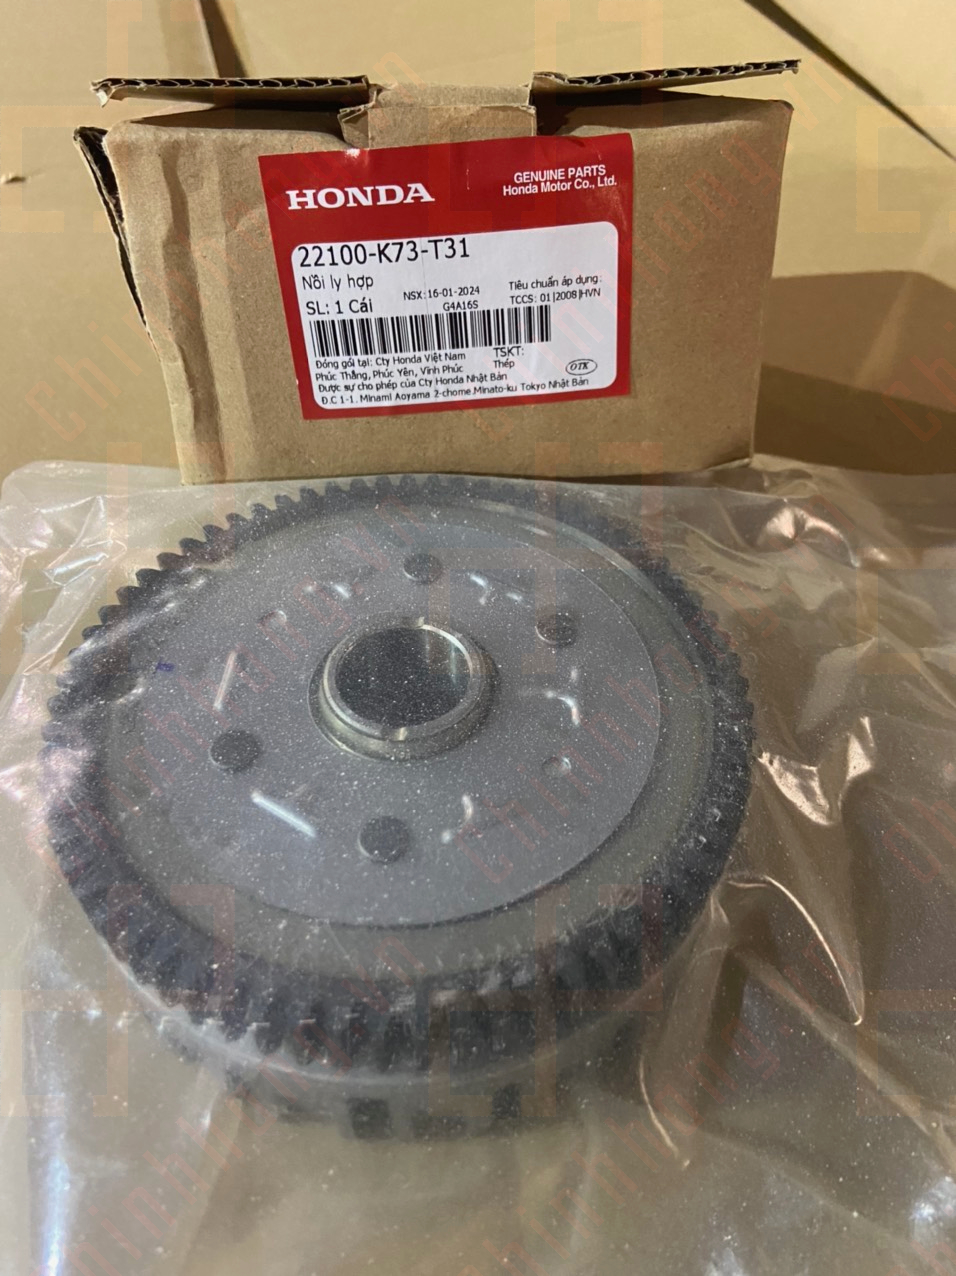 HONDA
GENUINE PARTS
Honda Motor Co., Ltd.
22100-K73-T31
Nồi ly hợp
SL: 1 Cái
NSX: 16-01-2024
G4A16S
Tiêu chuẩn áp dụng:
TCCS: 01|2008|HVN
Đóng gói tại: Cty Honda Việt Nam
Phúc Thắng, Phúc Yên, Vĩnh Phúc
Được sự cho phép của Cty Honda Nhật Bản
Đ.C 1-1. Minami Aoyama 2-chome Minato-ku Tokyo Nhật Bản
TSKT:
Thép
OTK